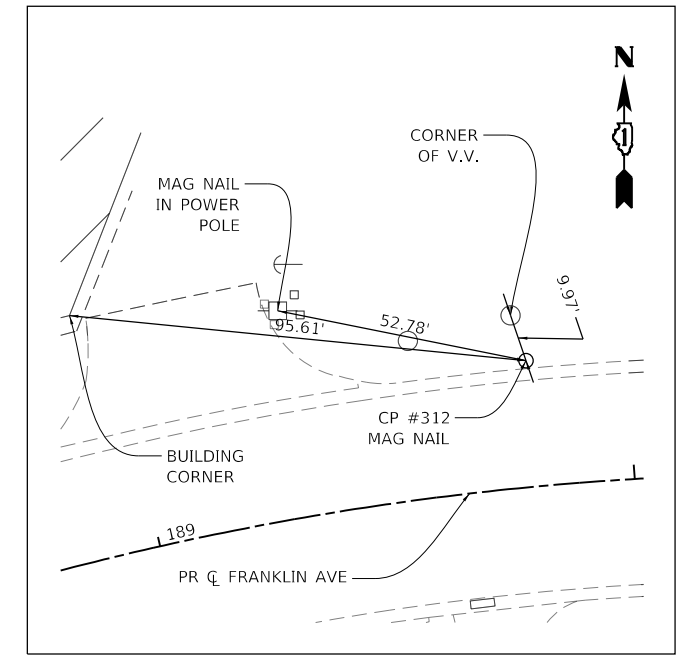 N
1
CORNER
OF V.V.
MAG NAIL
IN POWER
POLE
9.97'
52.78'
95.61'
CP #312
MAG NAIL
BUILDING
CORNER
189
PR ℄ FRANKLIN AVE